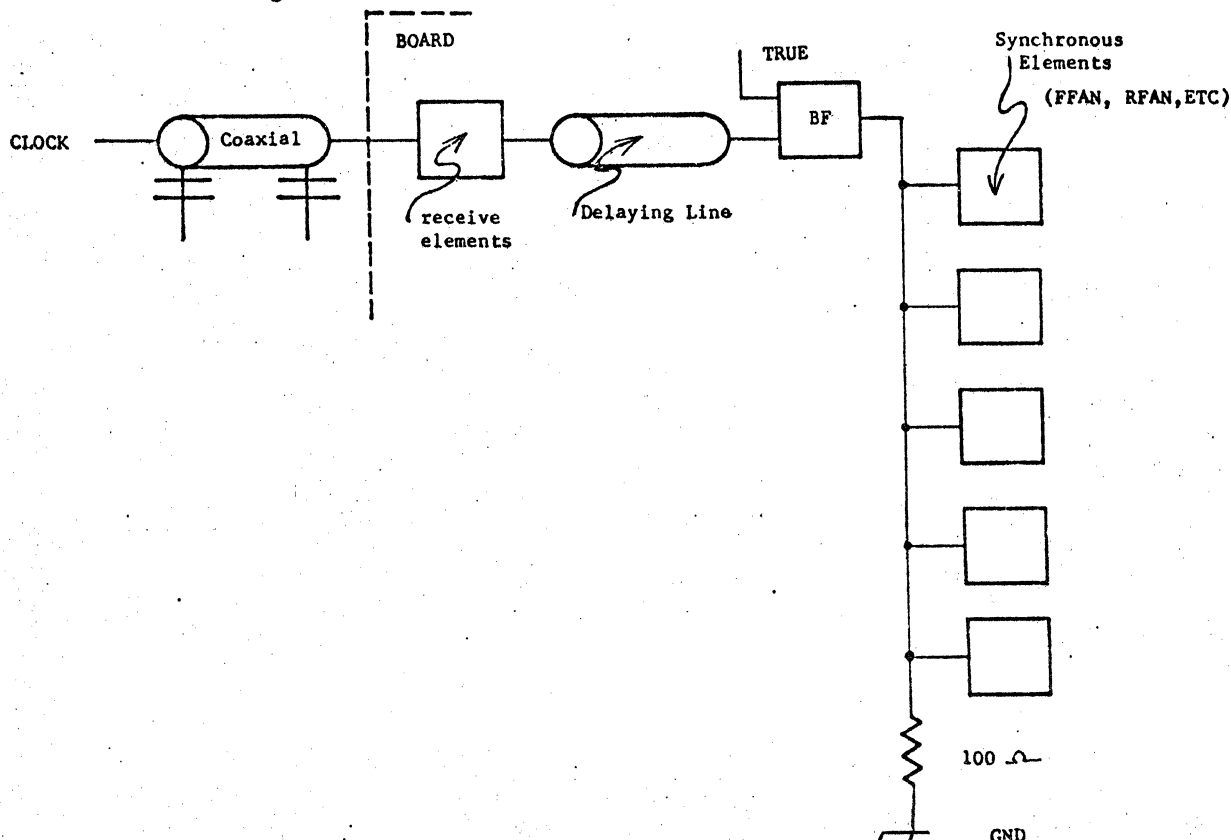 BOARD
TRUE
Synchronous
Elements
(FFAN, RFAN,ETC)
CLOCK
Coaxial
BF
receive
elements
Delaying Line
100 Ω
GND